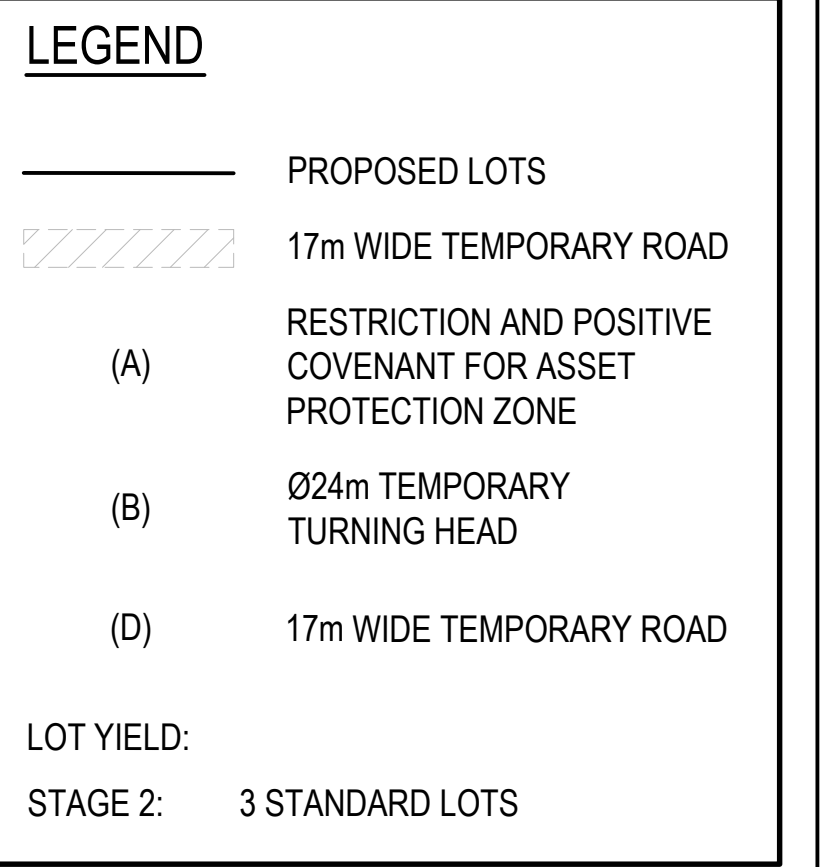 LEGEND
PROPOSED LOTS
17m WIDE TEMPORARY ROAD
RESTRICTION AND POSITIVE
(A) COVENANT FOR ASSET
PROTECTION ZONE
Ø24m TEMPORARY
(B) TURNING HEAD
(D) 17m WIDE TEMPORARY ROAD
LOT YIELD:
STAGE 2: 3 STANDARD LOTS